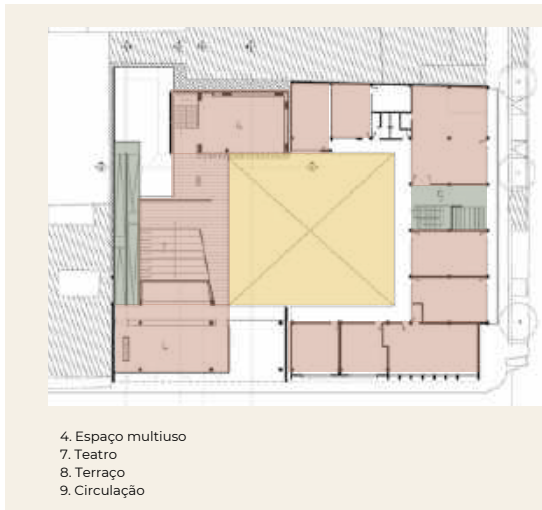 4. Espaço multiuso
7. Teatro
8. Terraço
9. Circulação